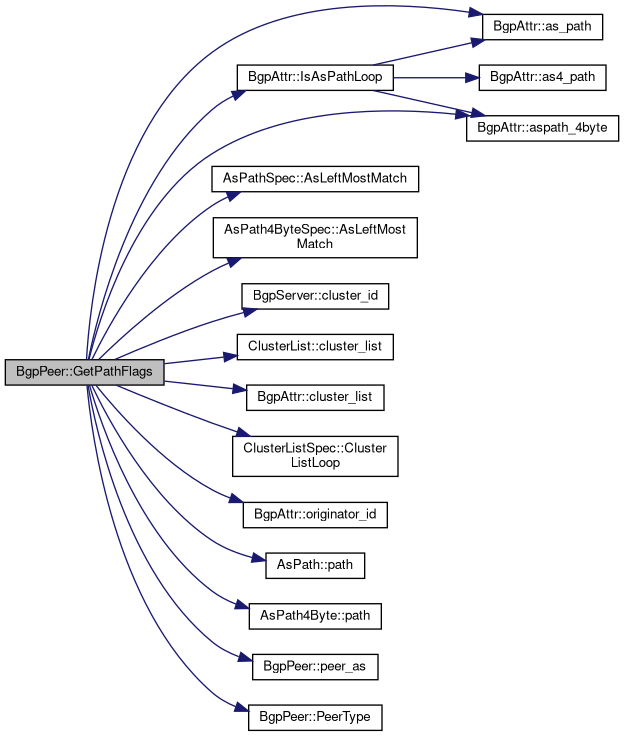 BgpAttr::as_path
BgpAttr::IsAsPathLoop
BgpAttr::as4_path
BgpAttr::aspath_4byte
AsPathSpec::AsLeftMostMatch
AsPath4ByteSpec::AsLeftMost
Match
BgpServer::cluster_id
ClusterList::cluster_list
BgpPeer::GetPathFlags
BgpAttr::cluster_list
ClusterListSpec::Cluster
ListLoop
BgpAttr::originator_id
AsPath::path
AsPath4Byte::path
BgpPeer::peer_as
BgpPeer::PeerType